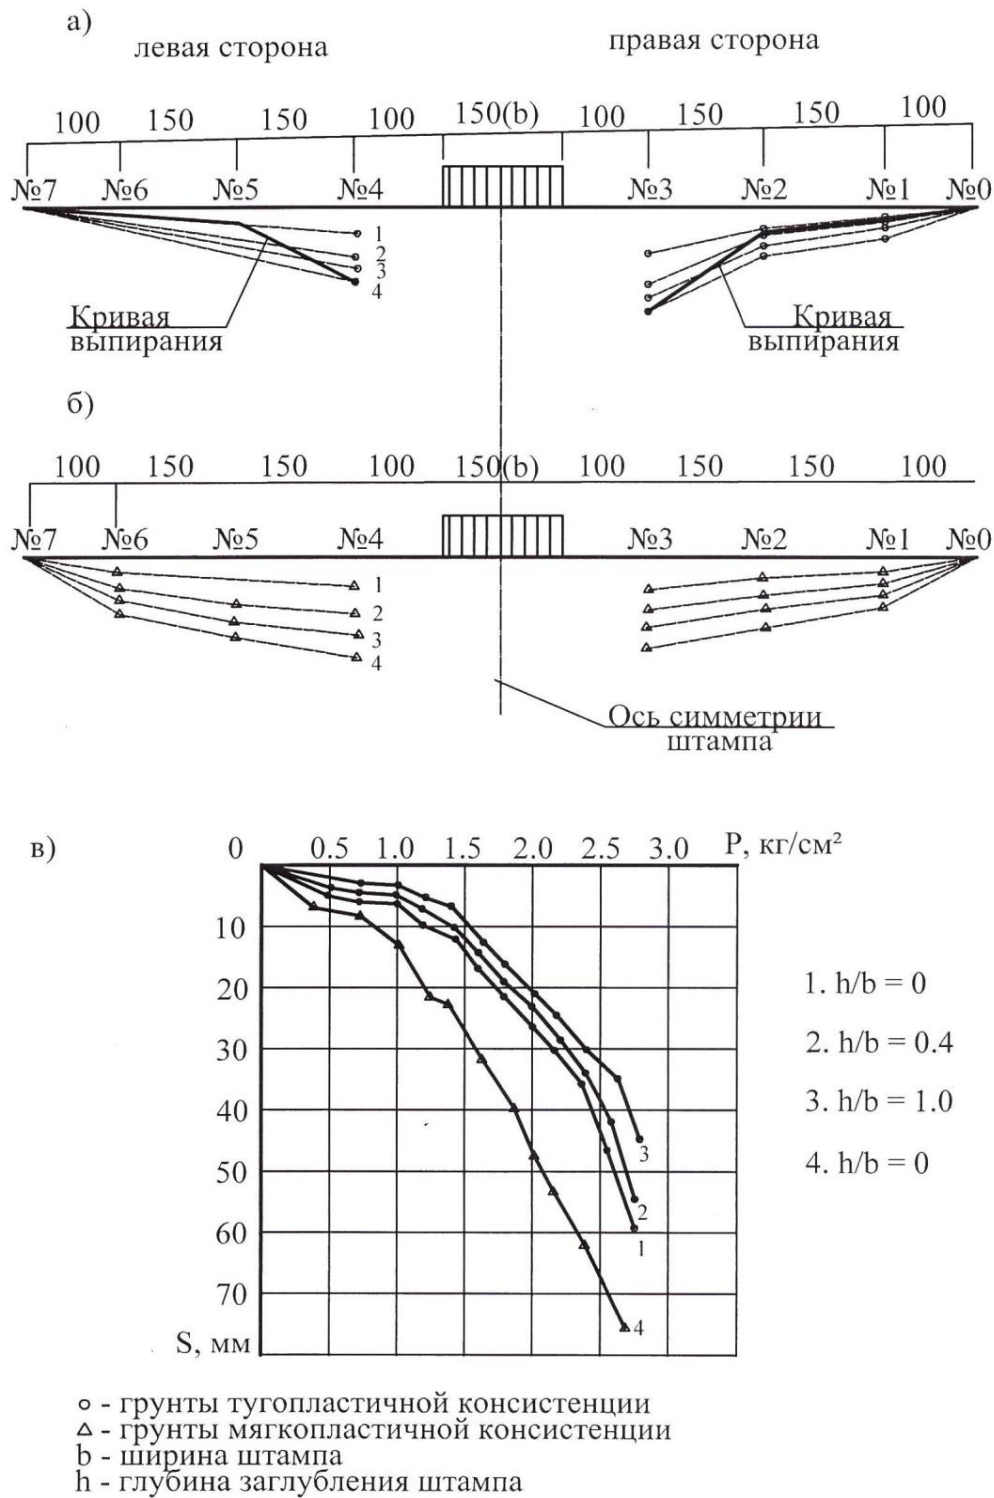 а)
левая сторона
правая сторона
100 150 150 100 150(b) 100 150 150 100
№7 №6 №5 №4 №3 №2 №1 №0
1
2
3
4
Кривая
выпирания
Кривая
выпирания
б)
100 150 150 100 150(b) 100 150 150 100
№7 №6 №5 №4 №3 №2 №1 №0
1
2
3
4
Ось симметрии
штампа
в)
0 0.5 1.0 1.5 2.0 2.5 3.0 P, кг/см²
10
20
30
40
50
60
70
S, мм
3
2
1
4
1. h/b = 0
2. h/b = 0.4
3. h/b = 1.0
4. h/b = 0
- грунты тугопластичной консистенции
- грунты мягкопластичной консистенции
b - ширина штампа
h - глубина заглубления штампа